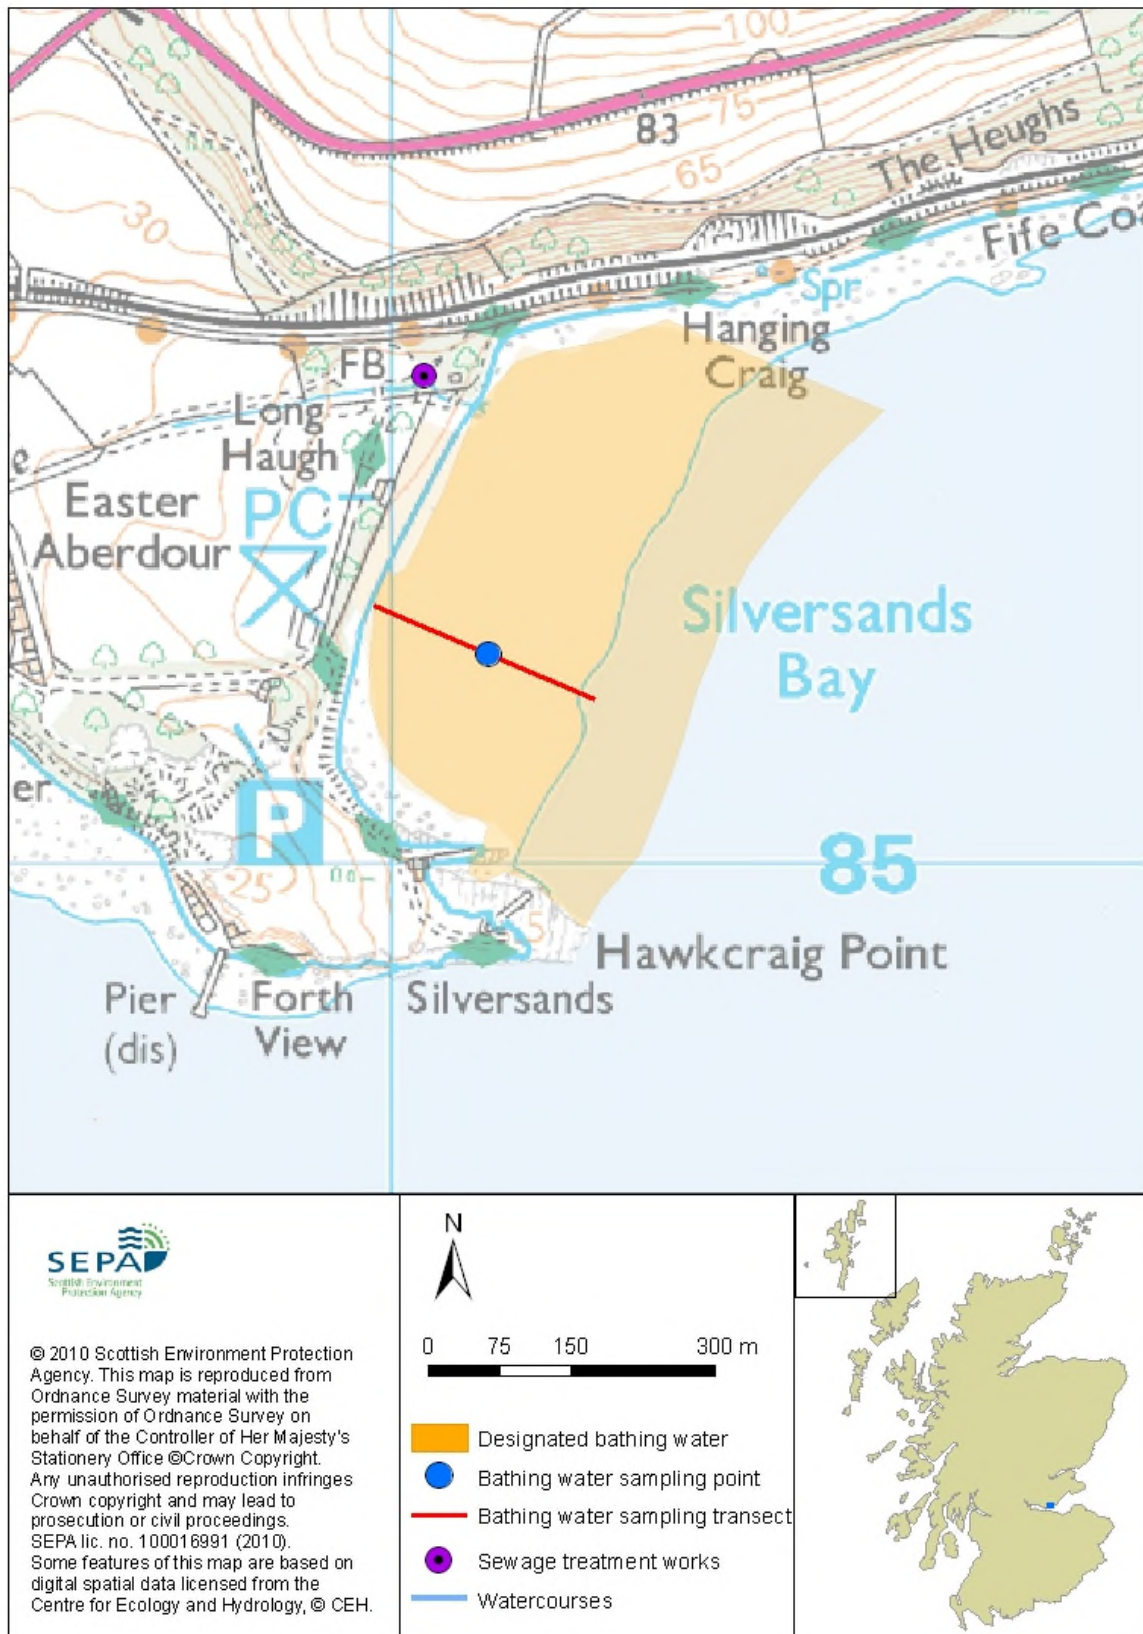 100
75
83
65
The Heughs
30
Fife Co
Spr
Hanging
Craig
FB
Long
Haugh
e
Easter
Aberdour
PC
Silversands
Bay
er
P
25
85
5
Hawkcraig Point
Pier
(dis)
Forth
View
Silversands
SEPA
Scottish Environment
Protection Agency
© 2010 Scottish Environment Protection
Agency. This map is reproduced from
Ordnance Survey material with the
permission of Ordnance Survey on
behalf of the Controller of Her Majesty's
Stationery Office ©Crown Copyright.
Any unauthorised reproduction infringes
Crown copyright and may lead to
prosecution or civil proceedings.
SEPA lic. no. 100016991 (2010).
Some features of this map are based on
digital spatial data licensed from the
Centre for Ecology and Hydrology, © CEH.
N
0 75 150 300 m
Designated bathing water
Bathing water sampling point
Bathing water sampling transect
Sewage treatment works
Watercourses